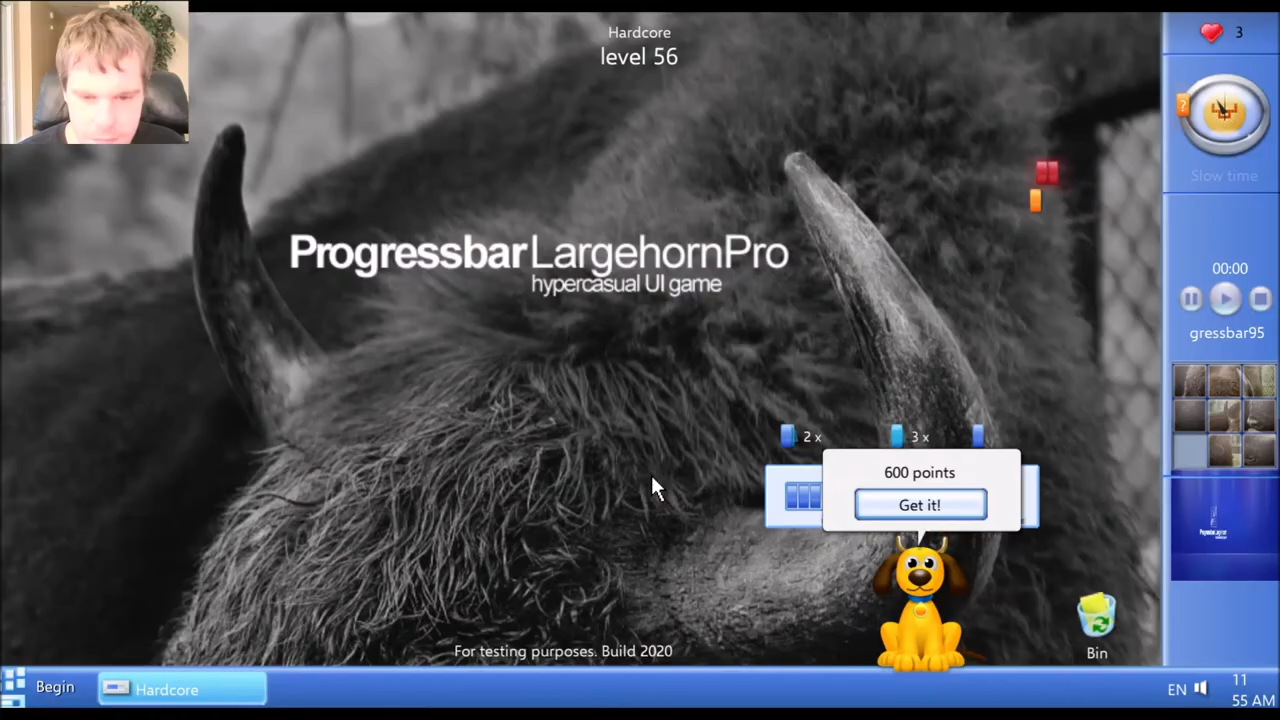 Hardcore
level 56
3
?
Slow time
ProgressbarLargehornPro
hypercasual UI game
00:00
gressbar95
2 x
3 x
600 points
Get it!
For testing purposes. Build 2020
Bin
Begin
Hardcore
EN
11
55 AM